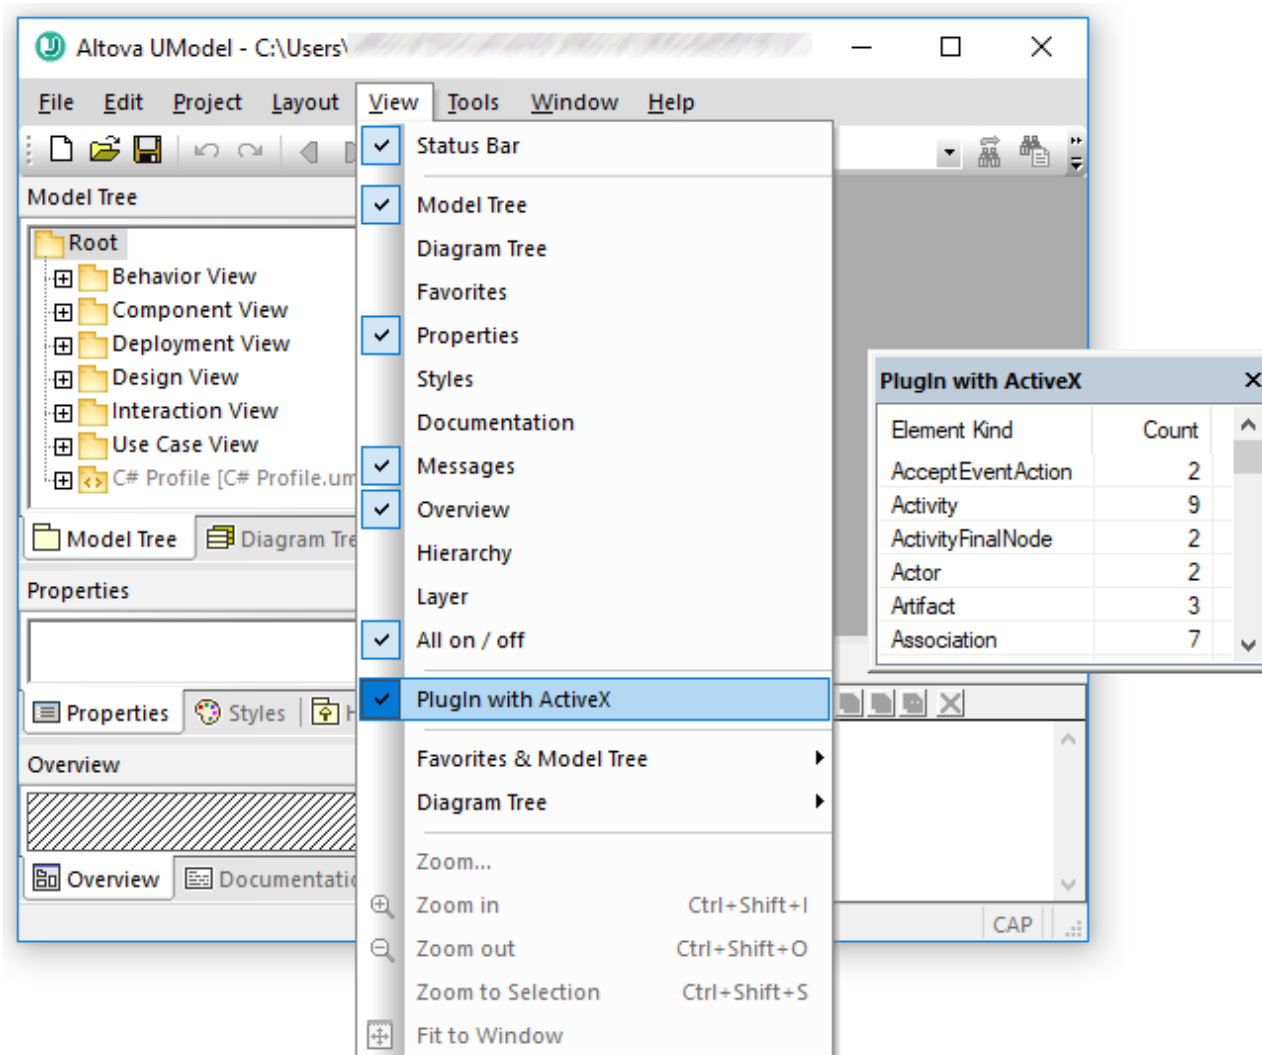 Altova UModel - C:\Users\
File Edit Project Layout View Tools Window Help
Model Tree
Root
Behavior View
Component View
Deployment View
Design View
Interaction View
Use Case View
C# Profile [C# Profile.um
Model Tree Diagram Tre
Properties
Properties Styles H
Overview
Overview Documentatic
Status Bar
Model Tree
Diagram Tree
Favorites
Properties
Styles
Documentation
Messages
Overview
Hierarchy
Layer
All on / off
PlugIn with ActiveX
Favorites & Model Tree
Diagram Tree
Zoom...
Zoom in Ctrl+Shift+I
Zoom out Ctrl+Shift+O
Zoom to Selection Ctrl+Shift+S
Fit to Window
PlugIn with ActiveX
Element Kind Count
AcceptEventAction 2
Activity 9
ActivityFinalNode 2
Actor 2
Artifact 3
Association 7
CAP